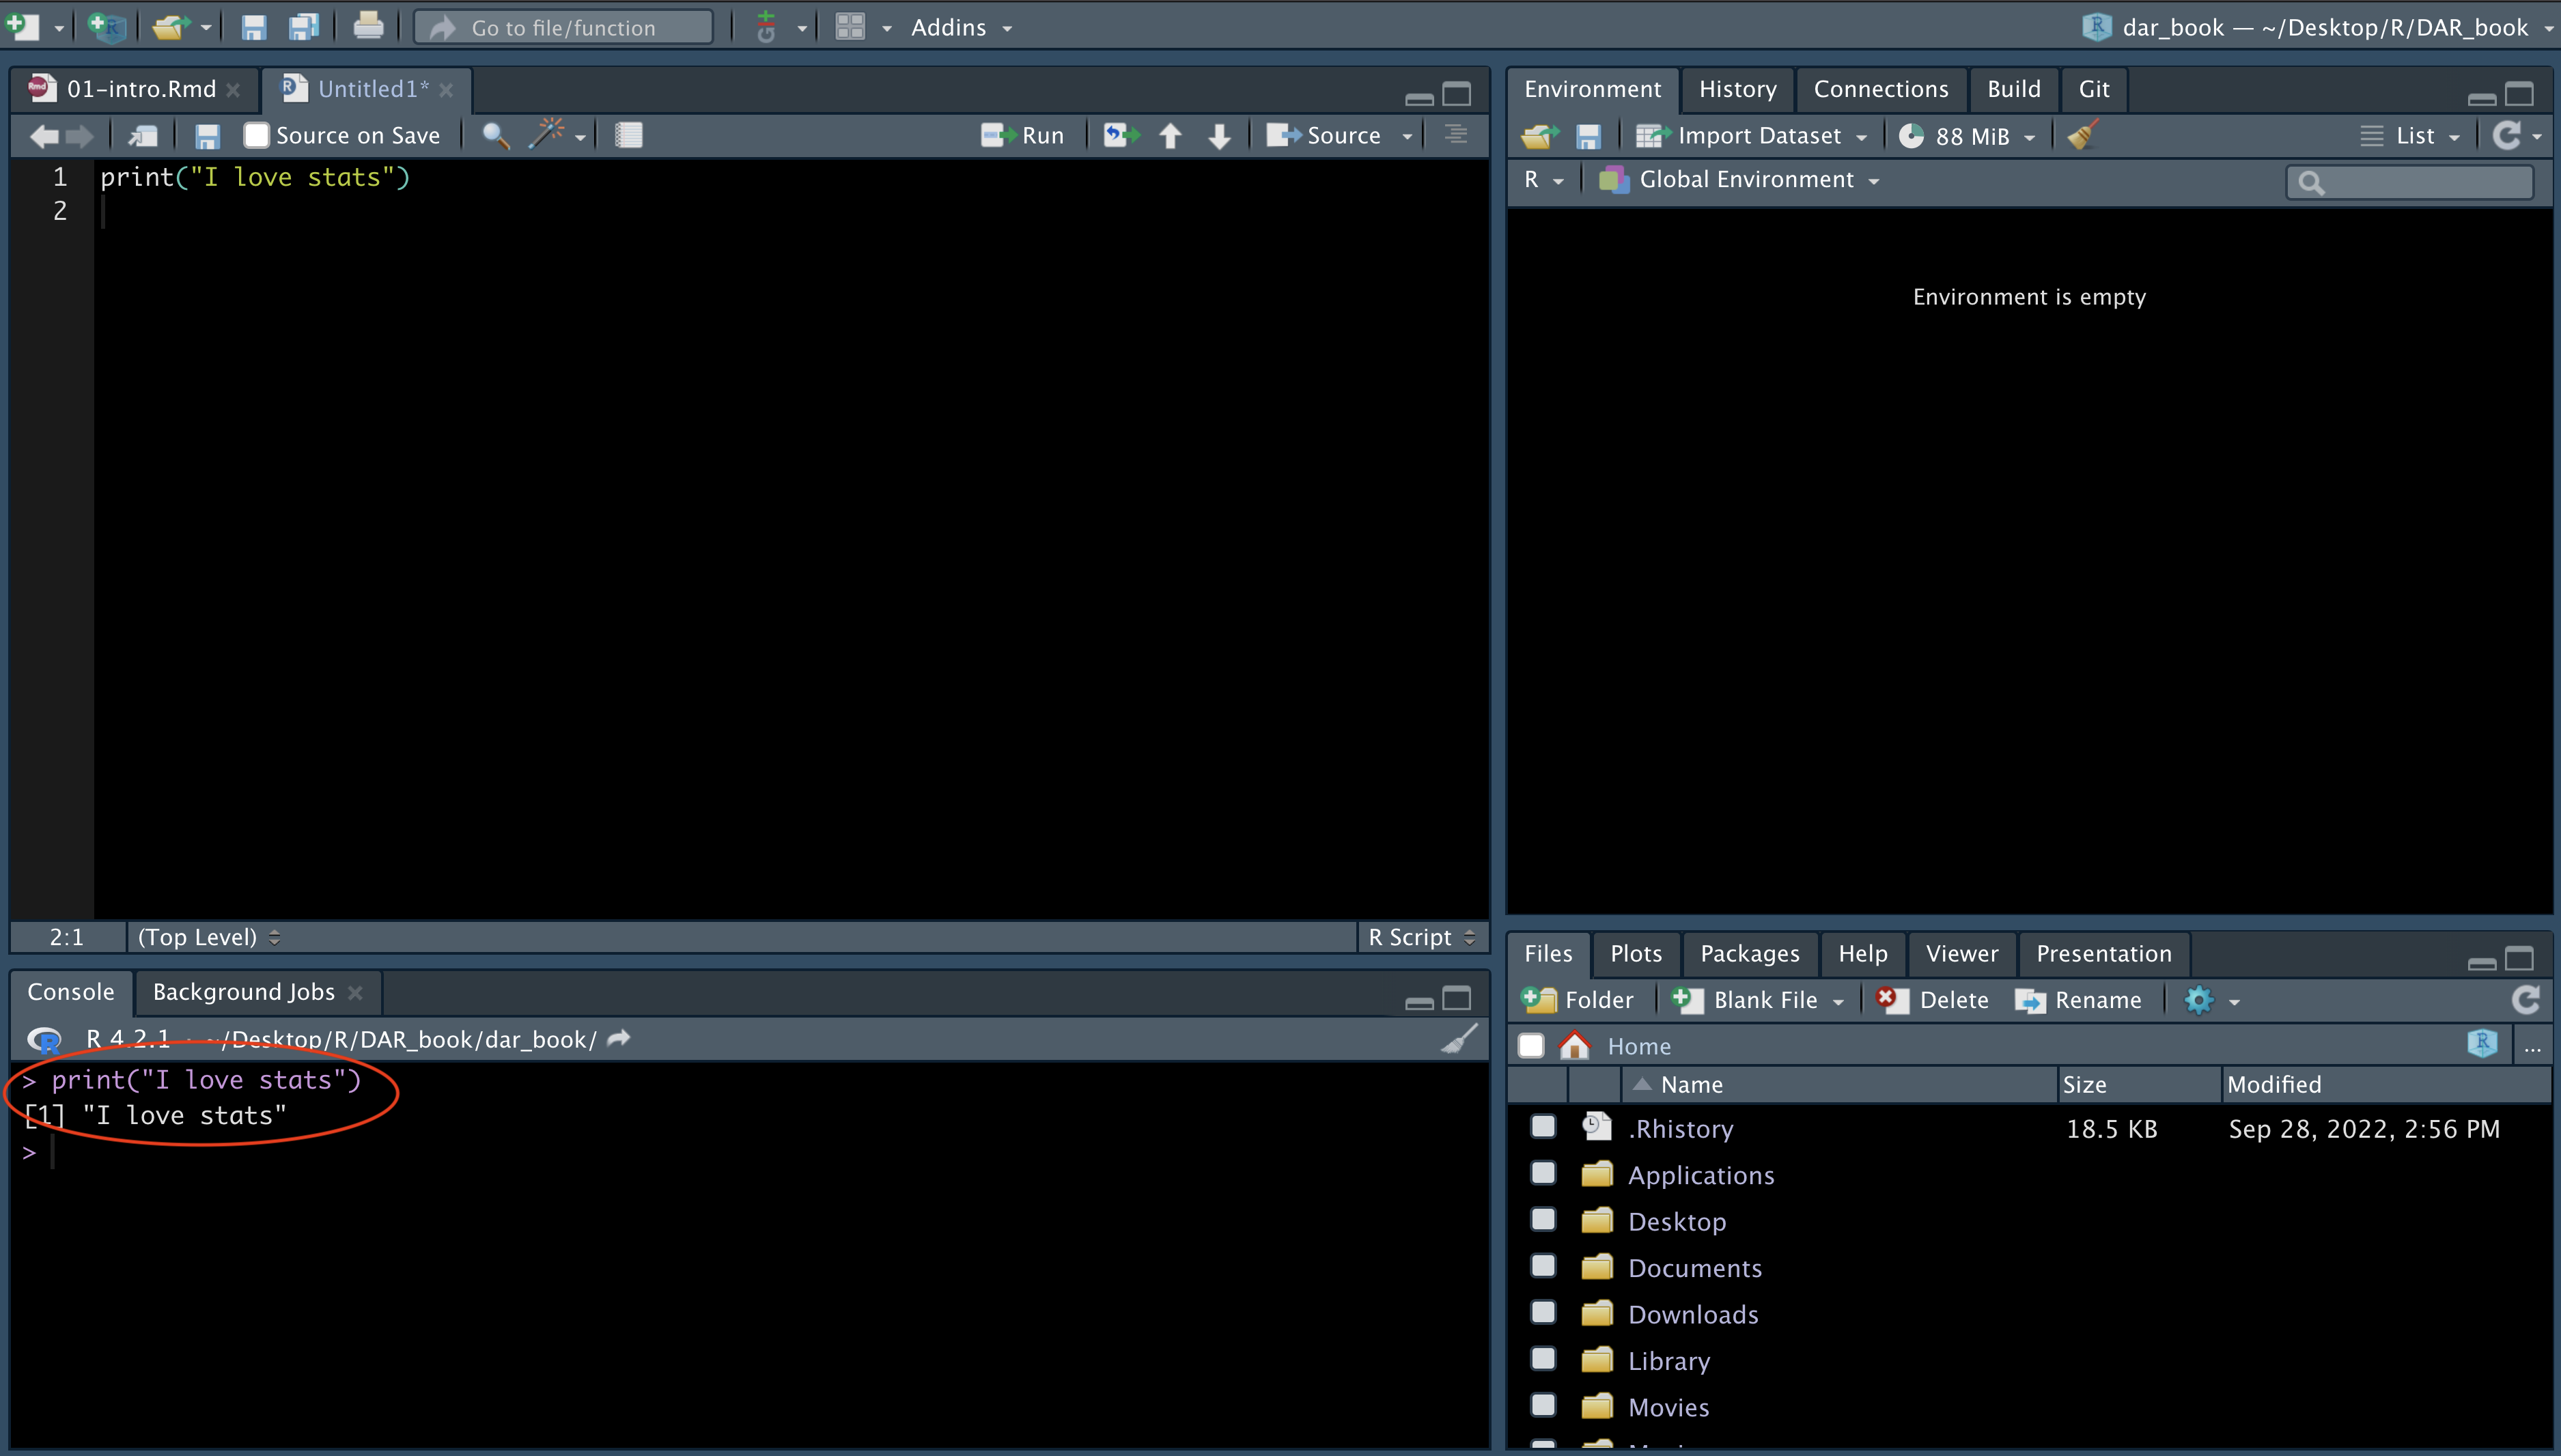 Go to file/function
Addins
dar_book — ~/Desktop/R/DAR_book
01-intro.Rmd
Untitled1*
Source on Save
Run
Source
1 print("I love stats")
2
2:1 (Top Level)
R Script
Console
Background Jobs
R 4.2.1 · ~/Desktop/R/DAR_book/dar_book/
> print("I love stats")
[1] "I love stats"
>
Environment
History
Connections
Build
Git
Import Dataset
88 MiB
List
R
Global Environment
Environment is empty
Files
Plots
Packages
Help
Viewer
Presentation
Folder
Blank File
Delete
Rename
Home
...
Name Size Modified
.Rhistory 18.5 KB Sep 28, 2022, 2:56 PM
Applications
Desktop
Documents
Downloads
Library
Movies